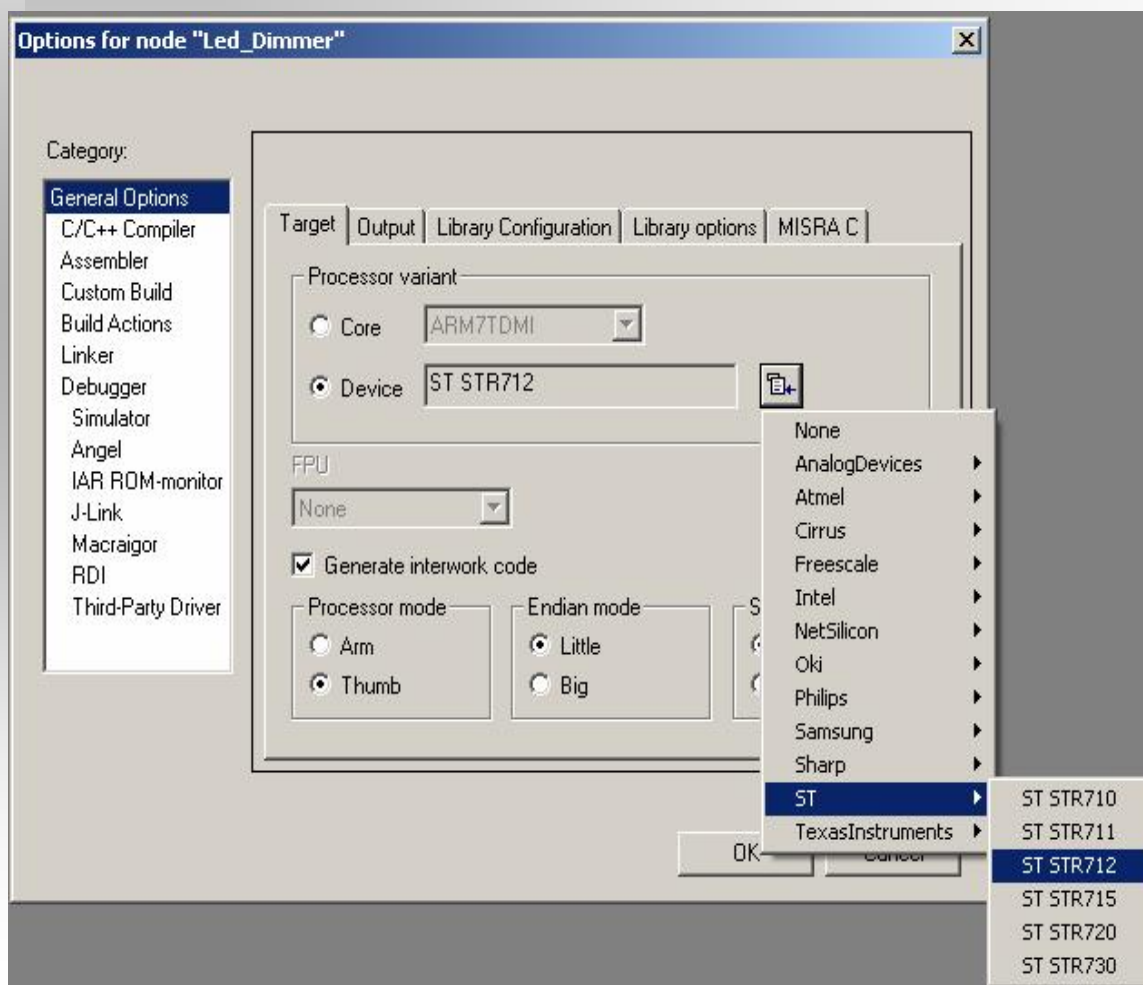 Options for node "Led_Dimmer"
Category:
General Options
C/C++ Compiler
Assembler
Custom Build
Build Actions
Linker
Debugger
Simulator
Angel
IAR ROM-monitor
J-Link
Macraigor
RDI
Third-Party Driver
Target
Output
Library Configuration
Library options
MISRA C
Processor variant
Core
ARM7TDMI
Device
ST STR712
FPU
None
Generate interwork code
Processor mode
Arm
Thumb
Endian mode
Little
Big
S
None
AnalogDevices
Atmel
Cirrus
Freescale
Intel
NetSilicon
Oki
Philips
Samsung
Sharp
ST
TexasInstruments
ST STR710
ST STR711
ST STR712
ST STR715
ST STR720
ST STR730
OK
Cancel